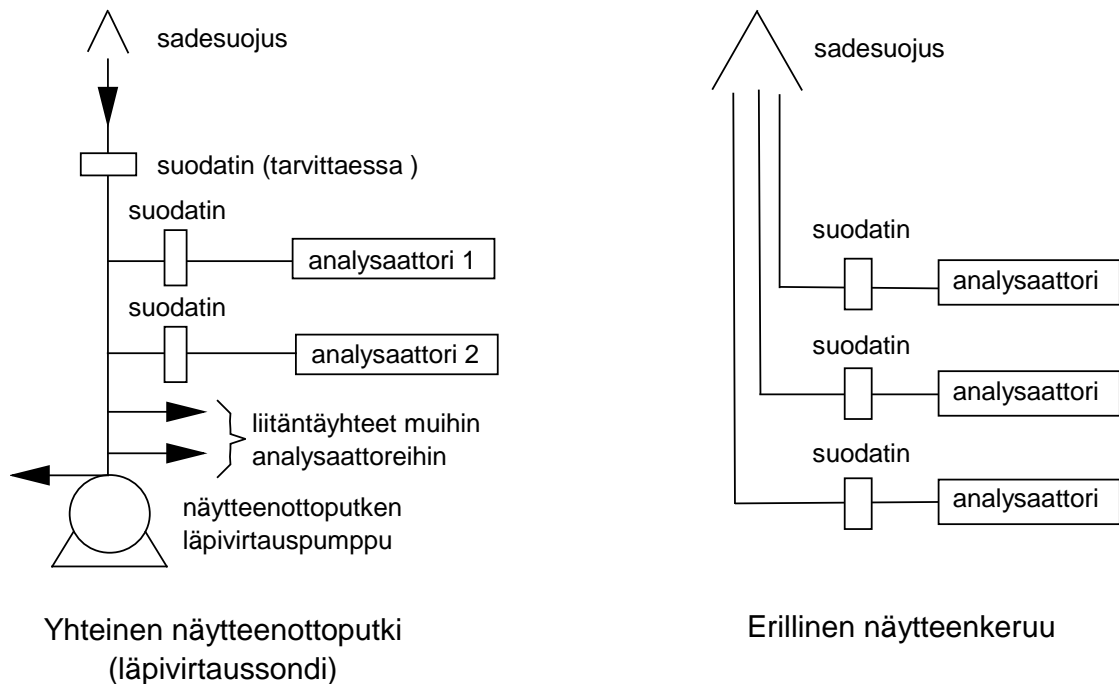 sadesuojus
suodatin (tarvittaessa )
suodatin
analysaattori 1
suodatin
analysaattori 2
liitäntäyhteet muihin
analysaattoreihin
näytteenottoputken
läpivirtauspumppu
Yhteinen näytteenottoputki
(läpivirtaussondi)
sadesuojus
suodatin
analysaattori
suodatin
analysaattori
suodatin
analysaattori
Erillinen näytteenkeruu